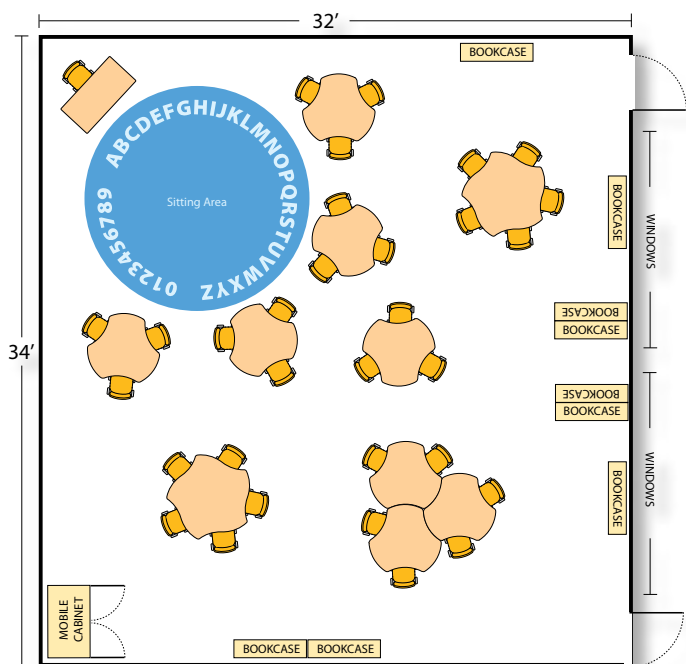 32’
BOOKCASE
ABCDEFGHIJKLMNOPQRSTUVWXYZ
0123456789
Sitting Area
BOOKCASE
WINDOWS
BOOKCASE
BOOKCASE
34’
BOOKCASE
BOOKCASE
BOOKCASE
WINDOWS
MOBILE
CABINET
BOOKCASE
BOOKCASE